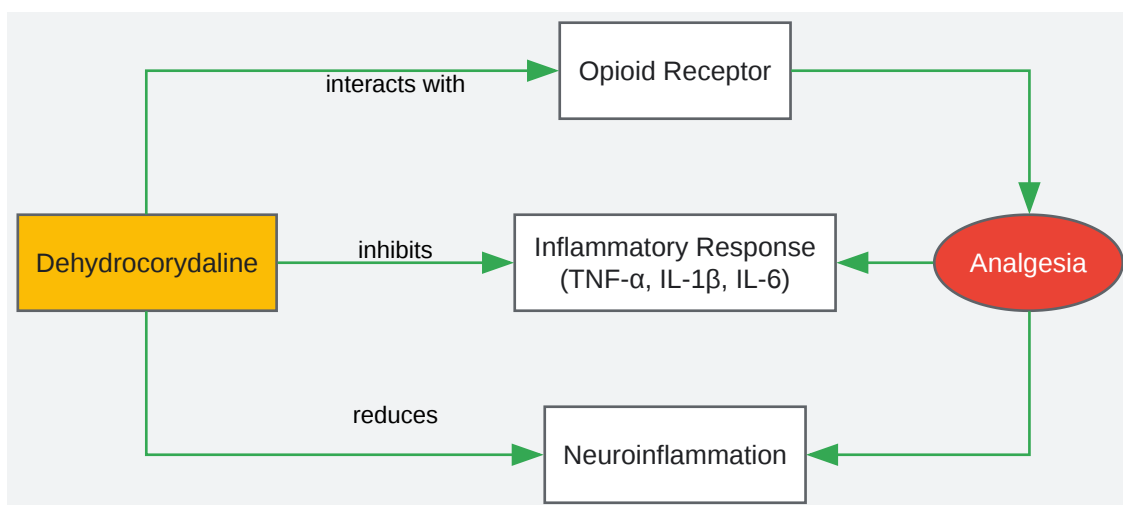 Opioid Receptor
interacts with
Dehydrocorydaline
inhibits
Inflammatory Response
(TNF-α, IL-1β, IL-6)
Analgesia
reduces
Neuroinflammation